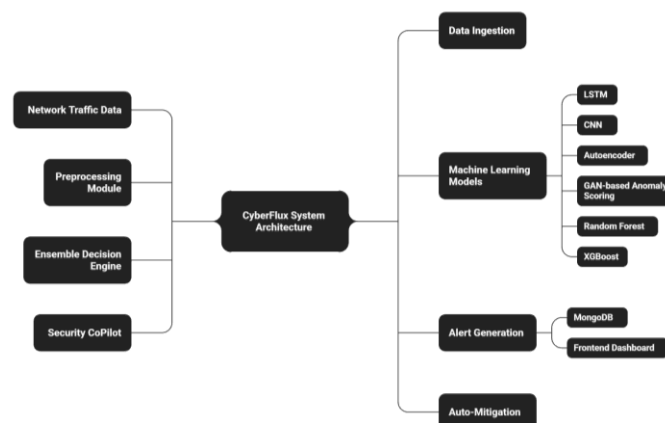 Network Traffic Data
Preprocessing
Module
Ensemble Decision
Engine
Security CoPilot
CyberFlux System
Architecture
Data Ingestion
Machine Learning
Models
LSTM
CNN
Autoencoder
GAN-based Anomaly
Scoring
Random Forest
XGBoost
Alert Generation
MongoDB
Frontend Dashboard
Auto-Mitigation